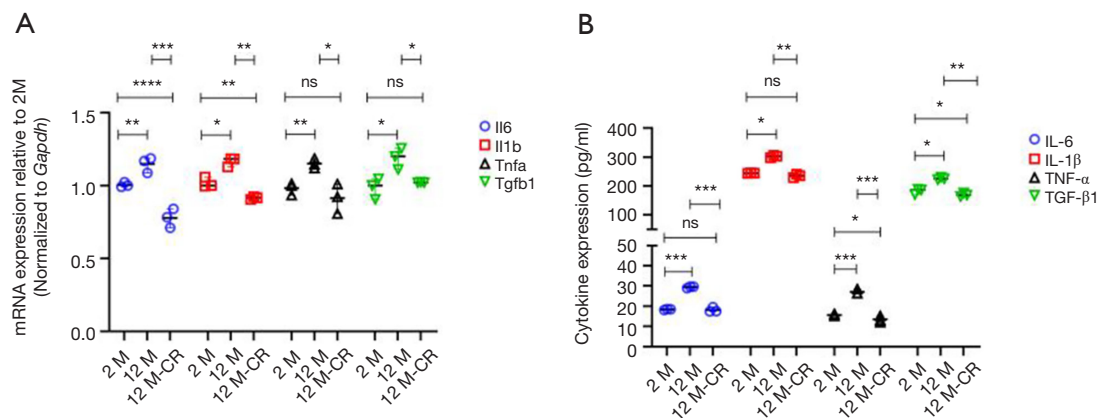 A
mRNA expression relative to 2M
(Normalized to Gapdh)
1.5
1.0
0.5
0.0
*** ** * *
**** ** ns ns
** * ** *
2 M 12 M 12 M-CR 2 M 12 M 12 M-CR 2 M 12 M 12 M-CR 2 M 12 M 12 M-CR
Il6
Il1b
Tnfa
Tgfb1
B
Cytokine expression (pg/ml)
400
300
200
100
50
40
30
20
10
0
*** ns ***
** ns *
*** * ***
** * *
2 M 12 M 12 M-CR 2 M 12 M 12 M-CR 2 M 12 M 12 M-CR 2 M 12 M 12 M-CR
IL-6
IL-1β
TNF-α
TGF-β1